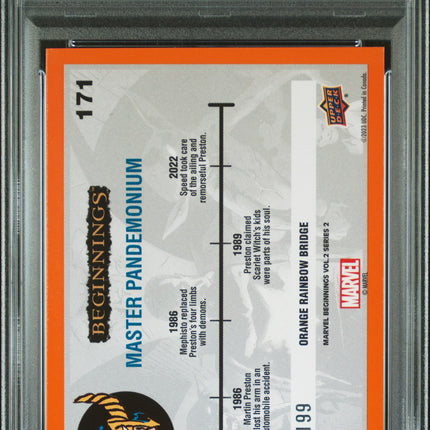 171
BEGINNINGS
MASTER PANDEMONIUM
2022
Speed took care
of the ailing and
remorseful Preston.
1989
Preston claimed
Scarlet Witch's kids
were parts of his soul.
1986
Mephisto replaced
Preston's four limbs
with demons.
1986
Martin Preston
lost his arm in an
automobile accident.
199
ORANGE RAINBOW BRIDGE
MARVEL BEGINNINGS VOL.2 SERIES 2
MARVEL
© MARVEL
UPPER DECK
©2023 UDC. Printed in Canada.